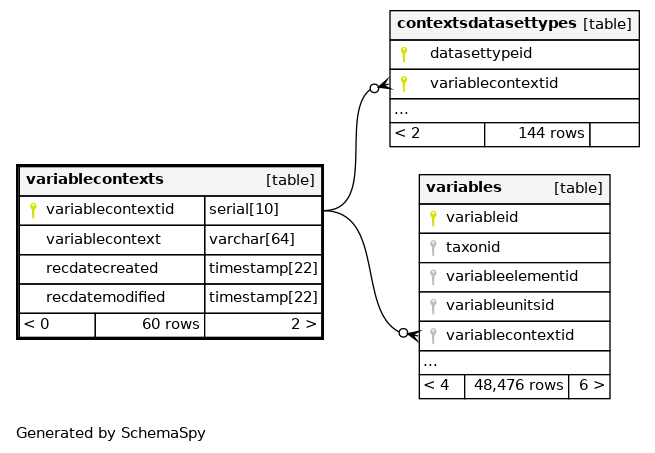 contextsdatasettypes [table]
datasettypeid
variablecontextid
...
< 2 144 rows
variablecontexts [table]
variablecontextid serial[10]
variablecontext varchar[64]
recdatecreated timestamp[22]
recdatemodified timestamp[22]
< 0 60 rows 2 >
variables [table]
variableid
taxonid
variableelementid
variableunitsid
variablecontextid
...
< 4 48,476 rows 6 >
Generated by SchemaSpy